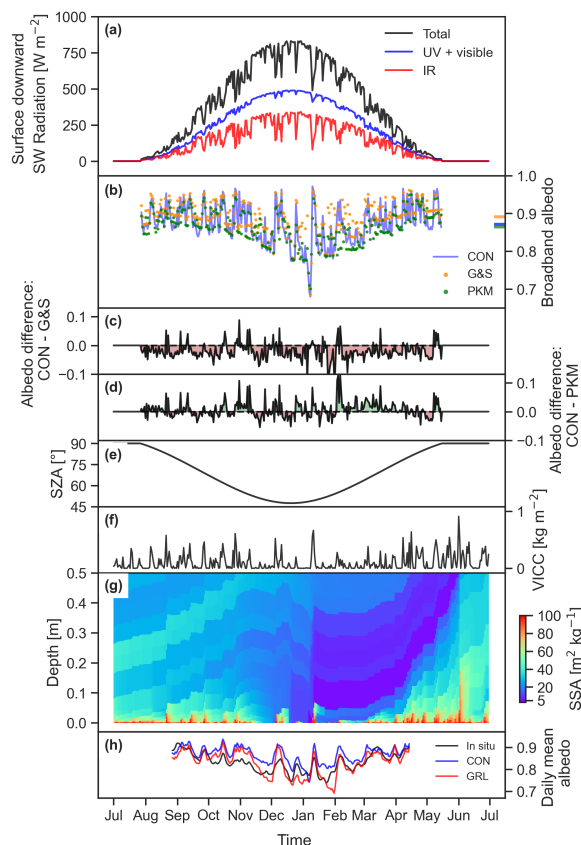 (a)
Total
UV + visible
IR
Surface downward
SW Radiation [W m−2]
1000
750
500
250
0
(b)
CON
G&S
PKM
Broadband albedo
1.0
0.9
0.8
0.7
(c)
Albedo difference:
CON - G&S
0.1
0.0
−0.1
(d)
Albedo difference:
CON - PKM
0.1
0.0
−0.1
(e)
SZA [°]
90
75
60
45
(f)
VICC [kg m−2]
1
0
(g)
Depth [m]
0.5
0.4
0.3
0.2
0.1
0.0
100
80
60
40
20
5
SSA [m2 kg−1]
(h)
In situ
CON
GRL
Daily mean
albedo
0.9
0.8
0.7
Jul Aug Sep Oct Nov Dec Jan Feb Mar Apr May Jun Jul
Time